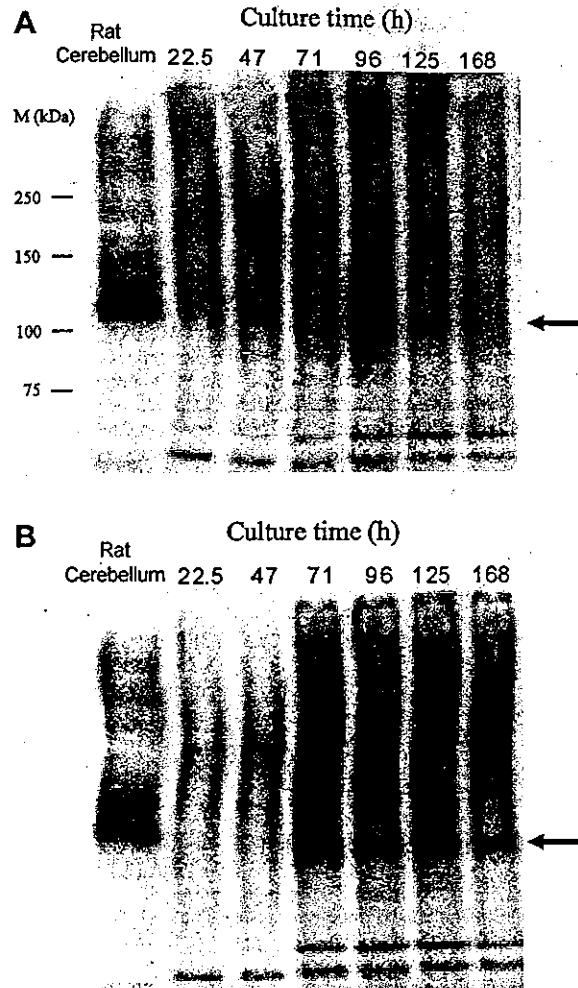 A
Culture time (h)
Rat
Cerebellum 22.5 47 71 96 125 168
M (kDa)
250
150
100
75
B
Culture time (h)
Rat
Cerebellum 22.5 47 71 96 125 168